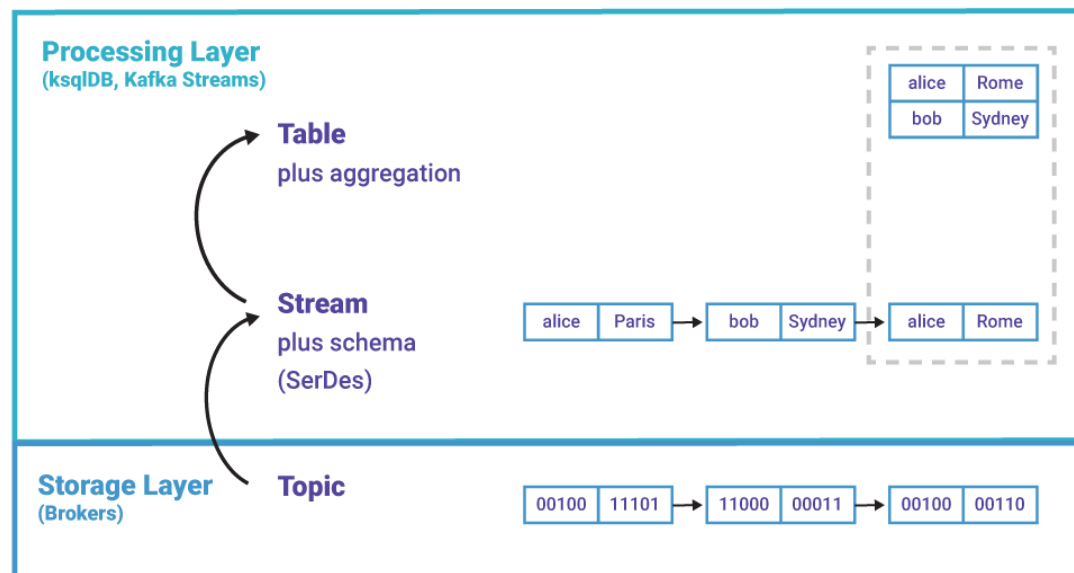 Processing Layer
(ksqlDB, Kafka Streams)
alice Rome
bob Sydney
Table
plus aggregation
Stream
plus schema
(SerDes)
alice Paris bob Sydney alice Rome
Storage Layer
(Brokers)
Topic
00100 11101 11000 00011 00100 00110